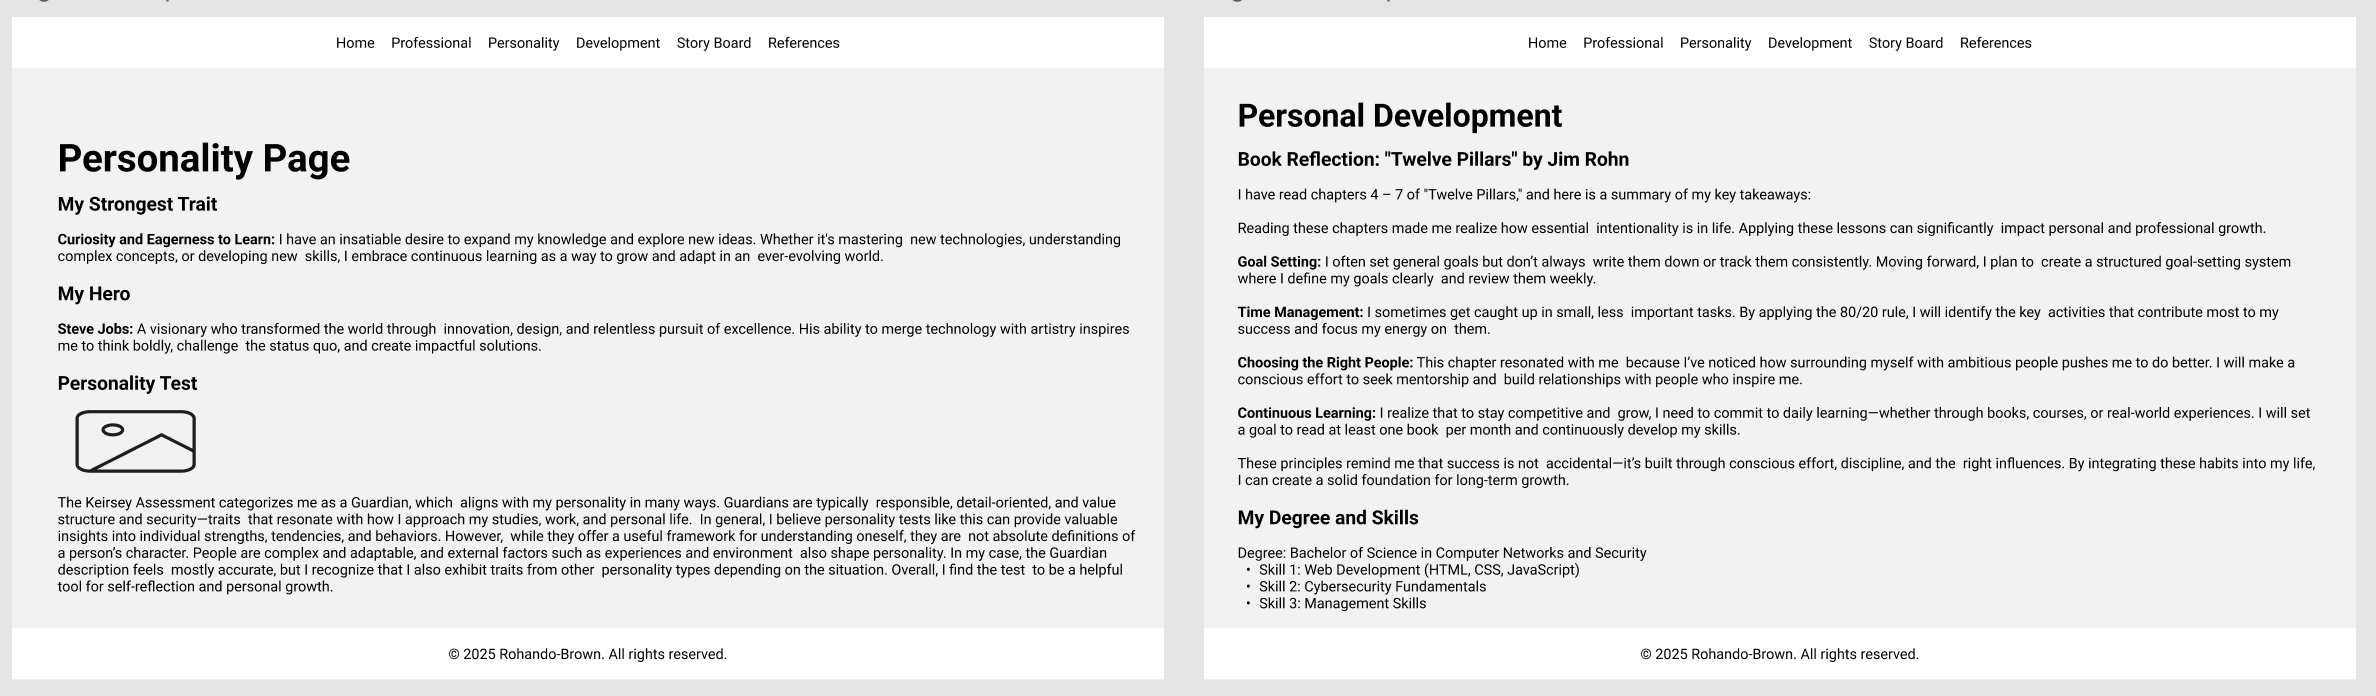 Home Professional Personality Development Story Board References
Personality Page
My Strongest Trait
Curiosity and Eagerness to Learn: I have an insatiable desire to expand my knowledge and explore new ideas. Whether it's mastering  new technologies, understanding
complex concepts, or developing new  skills, I embrace continuous learning as a way to grow and adapt in an  ever-evolving world.
My Hero
Steve Jobs: A visionary who transformed the world through  innovation, design, and relentless pursuit of excellence. His ability to merge technology with artistry inspires
me to think boldly, challenge  the status quo, and create impactful solutions.
Personality Test
The Keirsey Assessment categorizes me as a Guardian, which  aligns with my personality in many ways. Guardians are typically  responsible, detail-oriented, and value
structure and security—traits  that resonate with how I approach my studies, work, and personal life.  In general, I believe personality tests like this can provide valuable
insights into individual strengths, tendencies, and behaviors. However,  while they offer a useful framework for understanding oneself, they are  not absolute definitions of
a person’s character. People are complex and adaptable, and external factors such as experiences and environment  also shape personality. In my case, the Guardian
description feels  mostly accurate, but I recognize that I also exhibit traits from other  personality types depending on the situation. Overall, I find the test  to be a helpful
tool for self-reflection and personal growth.
© 2025 Rohando-Brown. All rights reserved.
Home Professional Personality Development Story Board References
Personal Development
Book Reflection: "Twelve Pillars" by Jim Rohn
I have read chapters 4 – 7 of "Twelve Pillars," and here is a summary of my key takeaways:
Reading these chapters made me realize how essential  intentionality is in life. Applying these lessons can significantly  impact personal and professional growth.
Goal Setting: I often set general goals but don’t always  write them down or track them consistently. Moving forward, I plan to  create a structured goal-setting system
where I define my goals clearly  and review them weekly.
Time Management: I sometimes get caught up in small, less  important tasks. By applying the 80/20 rule, I will identify the key  activities that contribute most to my
success and focus my energy on  them.
Choosing the Right People: This chapter resonated with me  because I’ve noticed how surrounding myself with ambitious people pushes me to do better. I will make a
conscious effort to seek mentorship and  build relationships with people who inspire me.
Continuous Learning: I realize that to stay competitive and  grow, I need to commit to daily learning—whether through books, courses, or real-world experiences. I will set
a goal to read at least one book  per month and continuously develop my skills.
These principles remind me that success is not  accidental—it’s built through conscious effort, discipline, and the  right influences. By integrating these habits into my life,
I can create a solid foundation for long-term growth.
My Degree and Skills
Degree: Bachelor of Science in Computer Networks and Security
• Skill 1: Web Development (HTML, CSS, JavaScript)
• Skill 2: Cybersecurity Fundamentals
• Skill 3: Management Skills
© 2025 Rohando-Brown. All rights reserved.